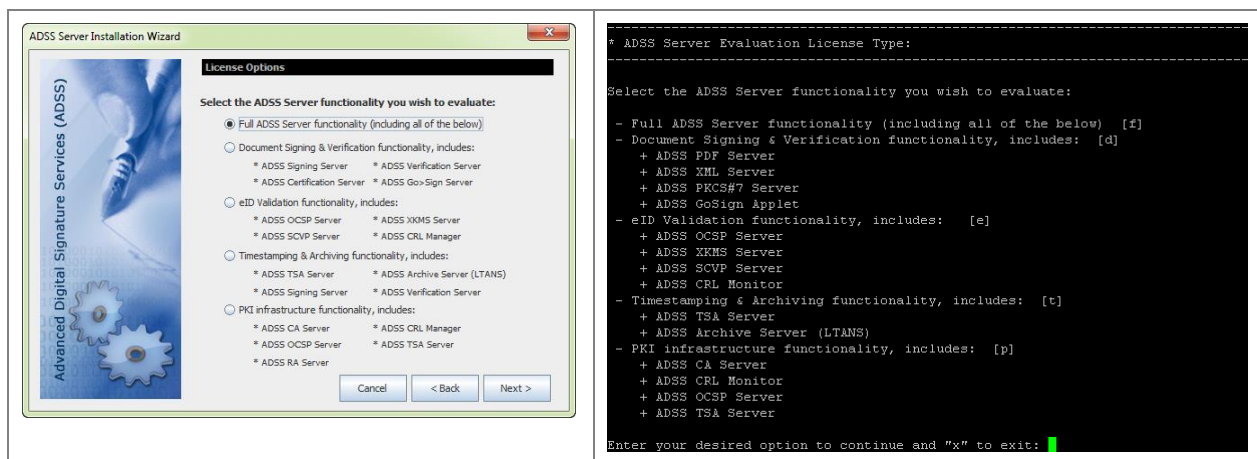 ADSS Server Installation Wizard
Advanced Digital Signature Services (ADSS)
License Options
Select the ADSS Server functionality you wish to evaluate:
Full ADSS Server functionality (including all of the below)
Document Signing & Verification functionality, includes:
* ADSS Signing Server * ADSS Verification Server
* ADSS Certification Server * ADSS Go>Sign Server
eID Validation functionality, includes:
* ADSS OCSP Server * ADSS XKMS Server
* ADSS SCVP Server * ADSS CRL Manager
Timestamping & Archiving functionality, includes:
* ADSS TSA Server * ADSS Archive Server (LTANS)
* ADSS Signing Server * ADSS Verification Server
PKI infrastructure functionality, includes:
* ADSS CA Server * ADSS CRL Manager
* ADSS OCSP Server * ADSS TSA Server
* ADSS RA Server
Cancel < Back Next >
* ADSS Server Evaluation License Type:
Select the ADSS Server functionality you wish to evaluate:
- Full ADSS Server functionality (including all of the below) [f]
- Document Signing & Verification functionality, includes: [d]
+ ADSS PDF Server
+ ADSS XML Server
+ ADSS PKCS#7 Server
+ ADSS GoSign Applet
- eID Validation functionality, includes: [e]
+ ADSS OCSP Server
+ ADSS XKMS Server
+ ADSS SCVP Server
+ ADSS CRL Monitor
- Timestamping & Archiving functionality, includes: [t]
+ ADSS TSA Server
+ ADSS Archive Server (LTANS)
- PKI infrastructure functionality, includes: [p]
+ ADSS CA Server
+ ADSS CRL Monitor
+ ADSS OCSP Server
+ ADSS TSA Server
Enter your desired option to continue and "x" to exit: